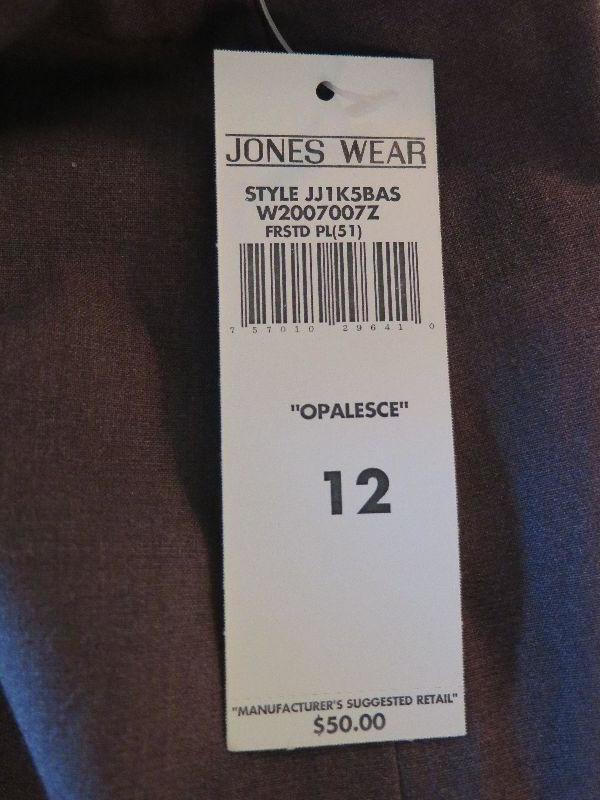 JONES WEAR
STYLE JJ1K5BAS
W2007007Z
FRSTD PL(51)
7 57010 29641 0
"OPALESCE"
12
"MANUFACTURER'S SUGGESTED RETAIL"
$50.00